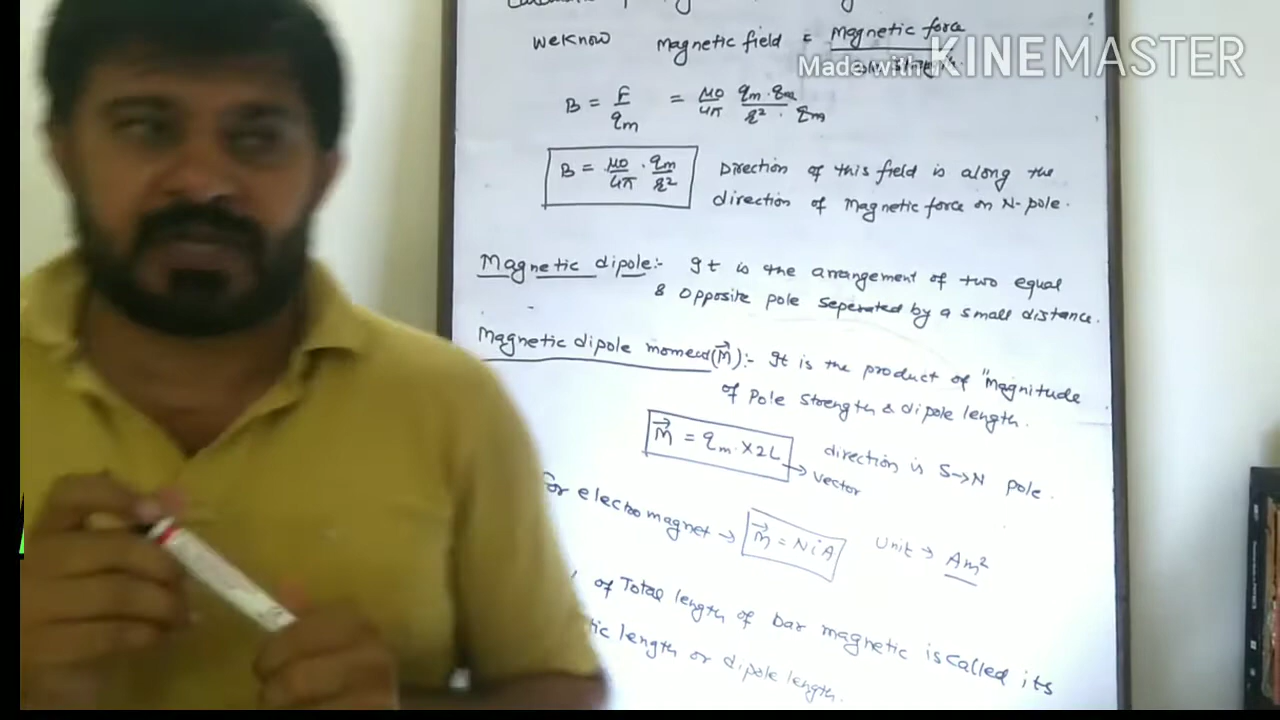 we know Magnetic field = Magnetic force
Made with KINEMASTER
B = F/qm = μ0/4π qm . qm/r² . qm
B = μ0/4π . qm/r²
Direction of this field is along the
direction of Magnetic force on N-pole.
Magnetic dipole:- It is the arrangement of two equal
& opposite pole seperated by a small distance.
Magnetic dipole moment(M⃗):- It is the product of "Magnitude
of Pole Strength & dipole length.
M⃗ = qm × 2L
→ Vector
direction is S→N pole.
For electromagnet → M⃗ = NiA
Unit → Am²
of Total length of bar magnetic is called its
length or dipole length.